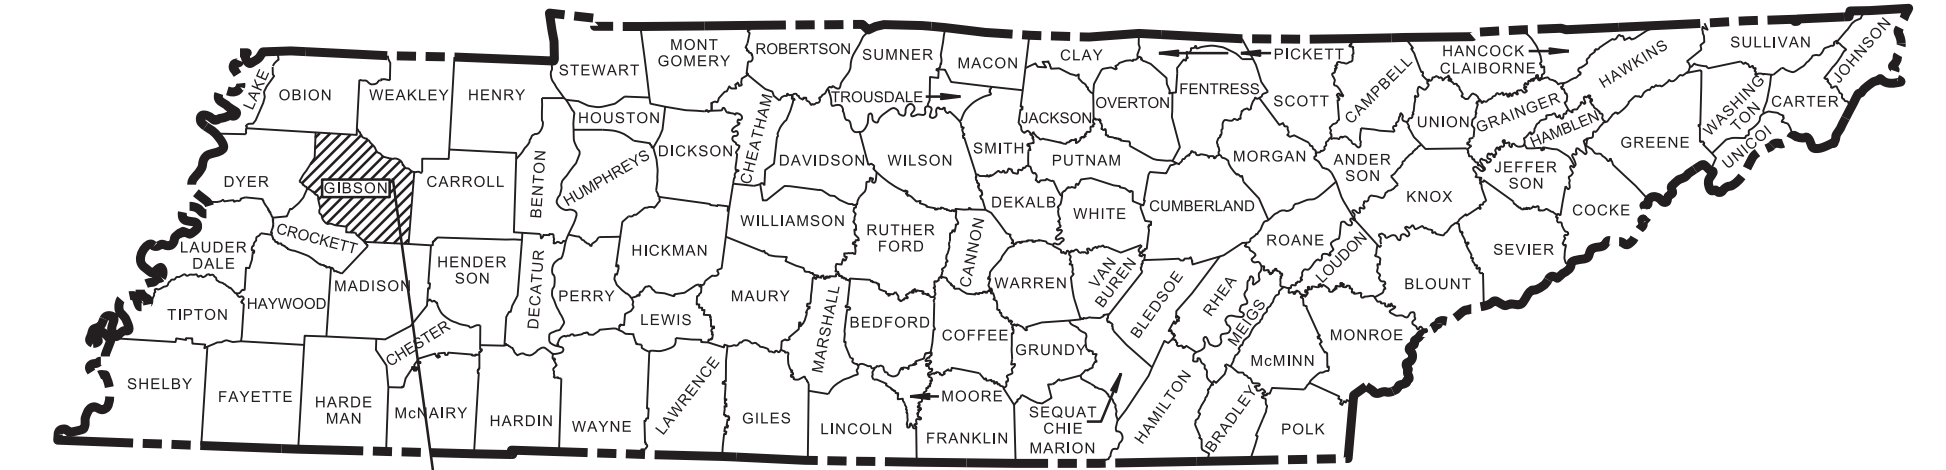 LAKE
OBION
WEAKLEY
HENRY
STEWART
MONT
GOMERY
ROBERTSON
SUMNER
MACON
CLAY
PICKETT
HANCOCK
CLAIBORNE
HAWKINS
SULLIVAN
JOHNSON
TROUSDALE
HOUSTON
CHEATHAM
JACKSON
OVERTON
FENTRESS
SCOTT
CAMPBELL
UNION
GRAINGER
HAMBLEN
WASHING
TON
CARTER
UNICOI
GREENE
DYER
GIBSON
CARROLL
BENTON
HUMPHREYS
DICKSON
DAVIDSON
WILSON
SMITH
PUTNAM
MORGAN
ANDER
SON
KNOX
JEFFER
SON
COCKE
LAUDER
DALE
CROCKETT
WILLIAMSON
RUTHER
FORD
CANNON
DEKALB
WHITE
CUMBERLAND
ROANE
LOUDON
SEVIER
BLOUNT
TIPTON
HAYWOOD
MADISON
HENDER
SON
DECATUR
PERRY
HICKMAN
LEWIS
MAURY
MARSHALL
BEDFORD
COFFEE
WARREN
VAN
BUREN
BLEDSOE
RHEA
MEIGS
MONROE
CHESTER
GRUNDY
McMINN
SHELBY
FAYETTE
HARDE
MAN
McNAIRY
HARDIN
WAYNE
LAWRENCE
GILES
LINCOLN
MOORE
FRANKLIN
SEQUAT
CHIE
MARION
HAMILTON
BRADLEY
POLK